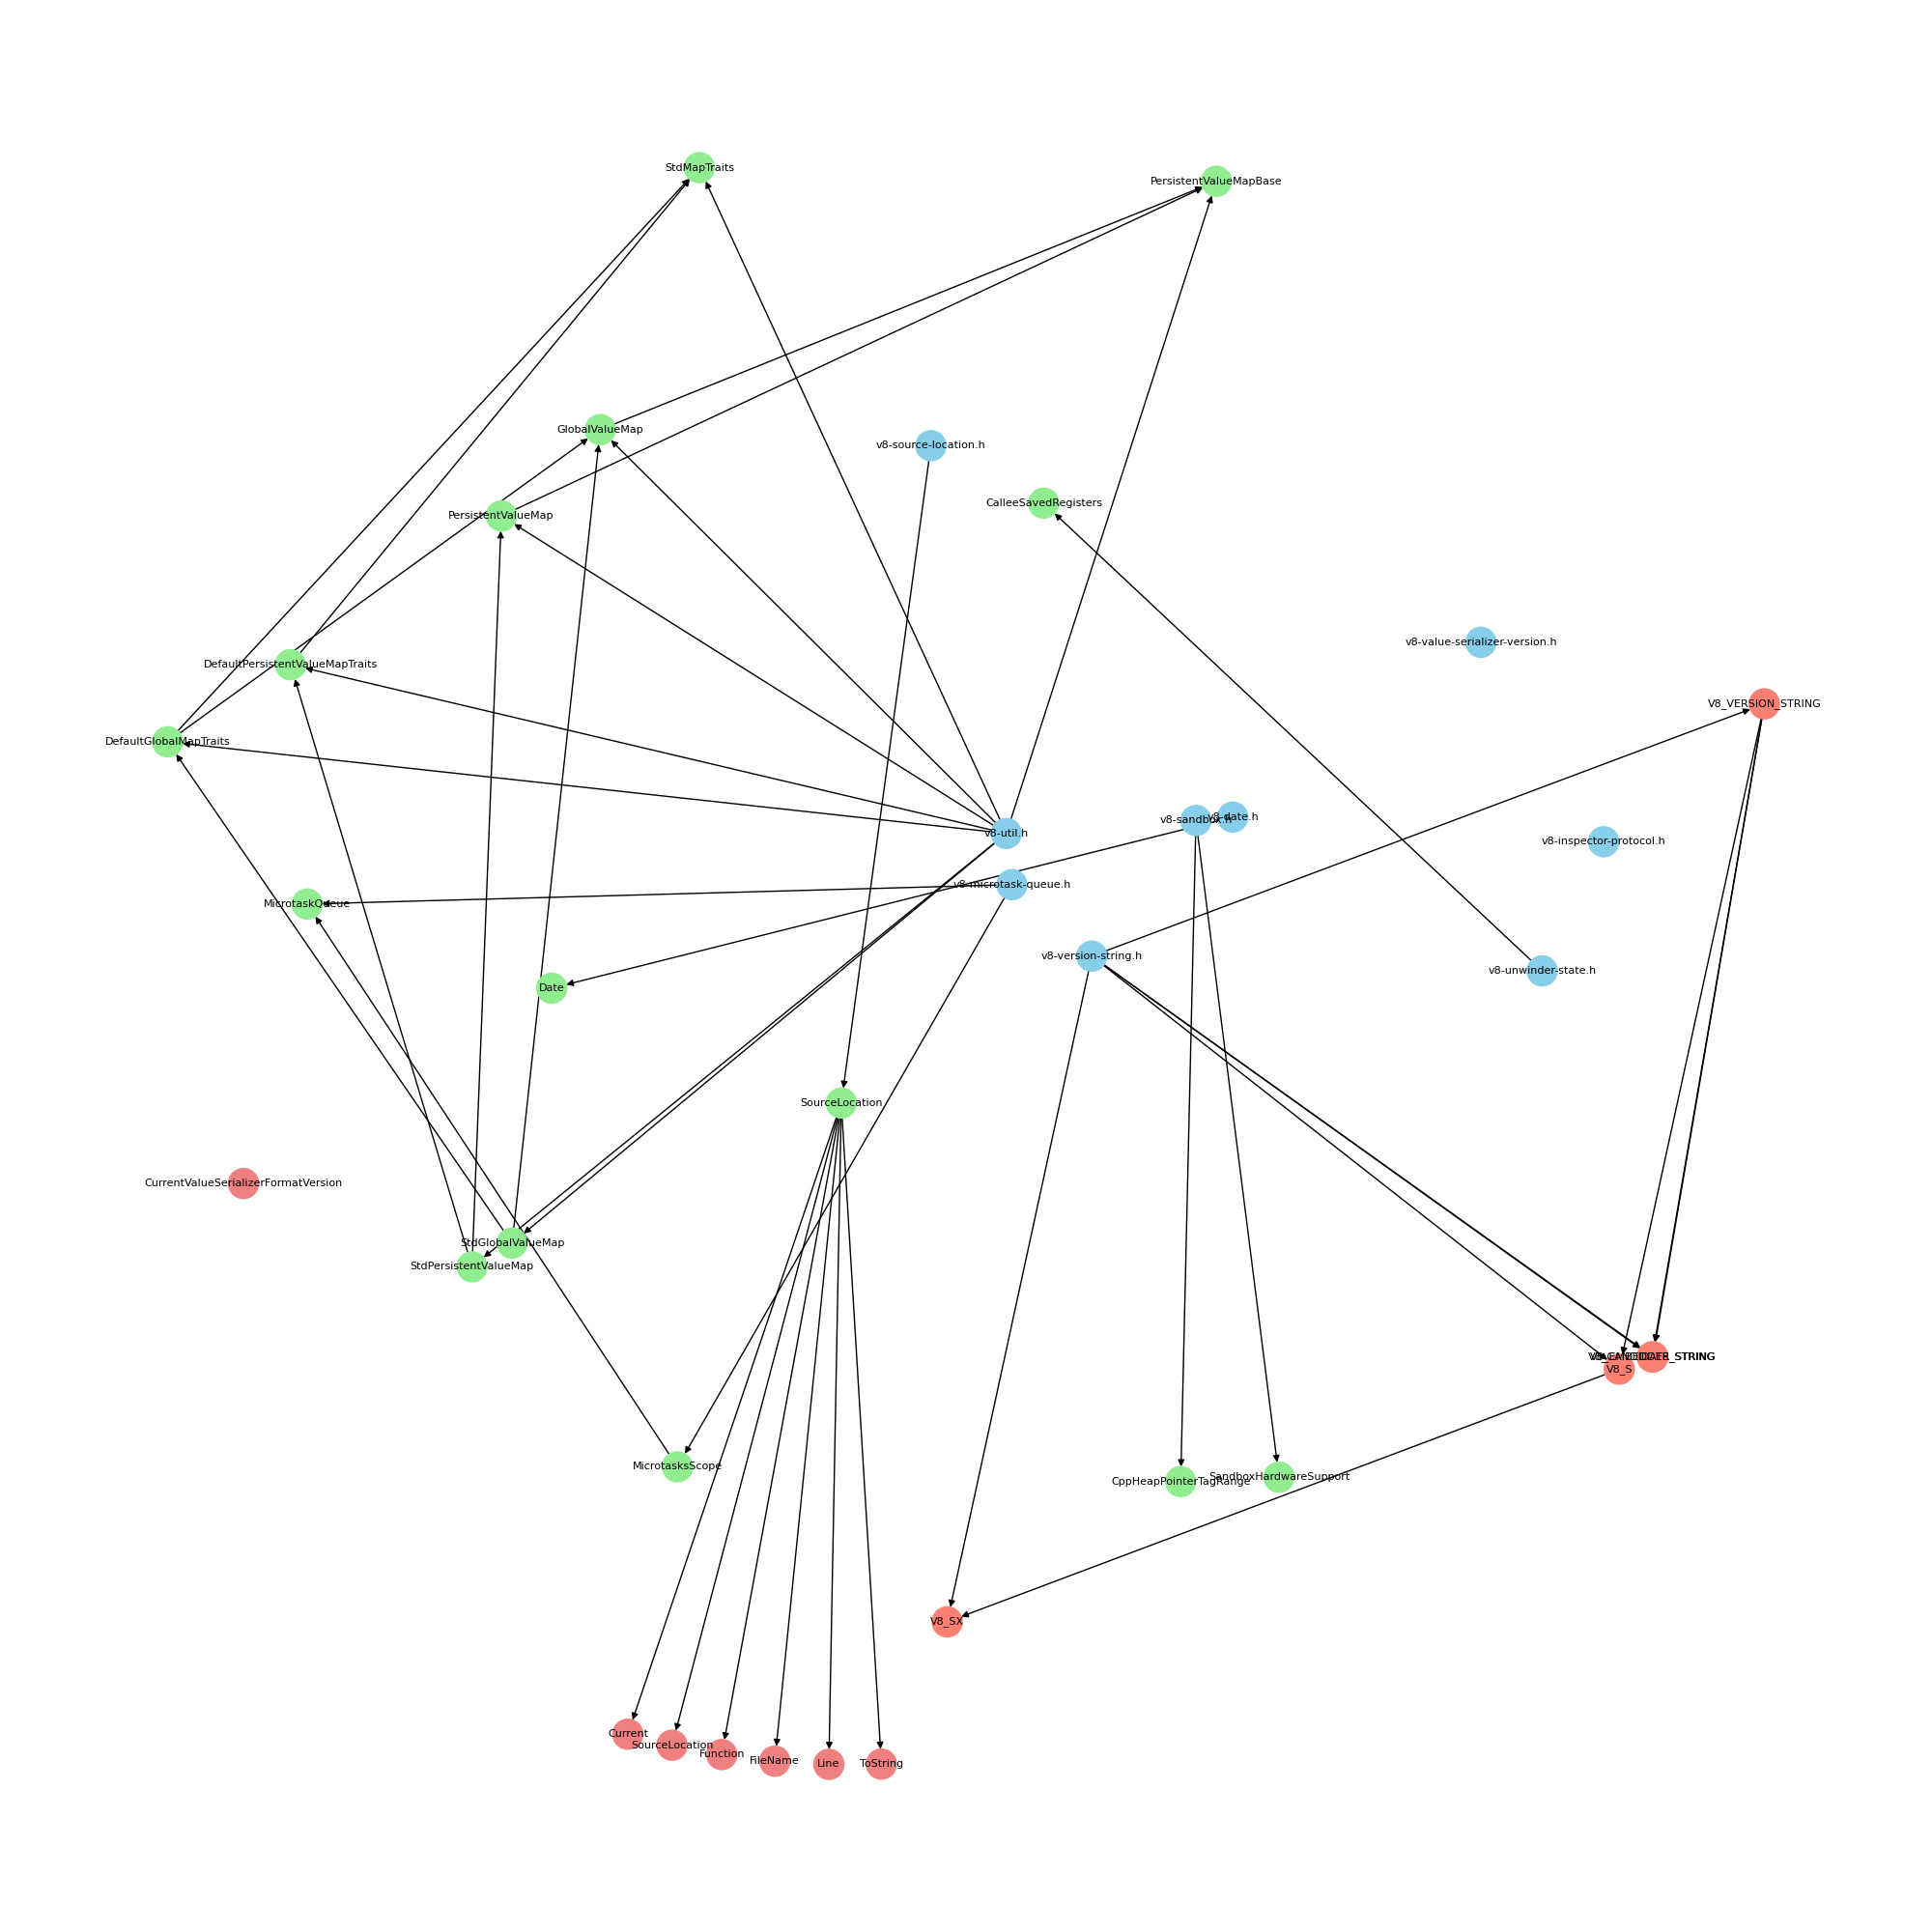 StdMapTraits
PersistentValueMapBase
GlobalValueMap
v8-source-location.h
CalleeSavedRegisters
PersistentValueMap
v8-value-serializer-version.h
DefaultPersistentValueMapTraits
V8_VERSION_STRING
DefaultGlobalMapTraits
v8-sandbox.h
v8-date.h
v8-util.h
v8-inspector-protocol.h
v8-microtask-queue.h
MicrotaskQueue
v8-version-string.h
v8-unwinder-state.h
Date
SourceLocation
CurrentValueSerializerFormatVersion
StdGlobalValueMap
StdPersistentValueMap
V8_S
MicrotasksScope
SandboxHardwareSupport
CppHeapPointerTagRange
V8_SX
Current
SourceLocation
Function
FileName
Line
ToString